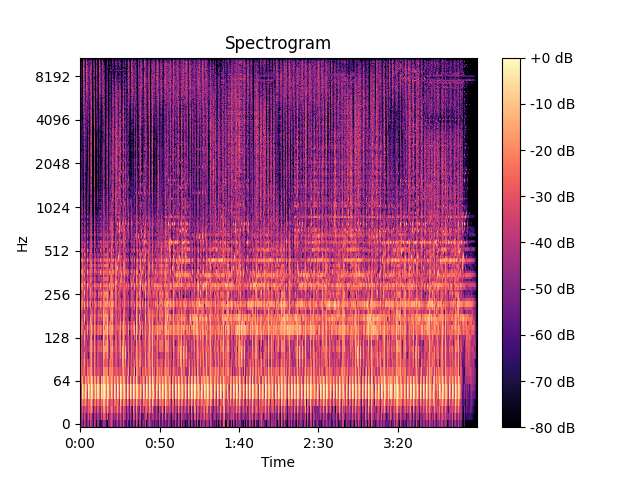 Spectrogram
Hz
8192
4096
2048
1024
512
256
128
64
0
0:00 0:50 1:40 2:30 3:20
Time
+0 dB
-10 dB
-20 dB
-30 dB
-40 dB
-50 dB
-60 dB
-70 dB
-80 dB